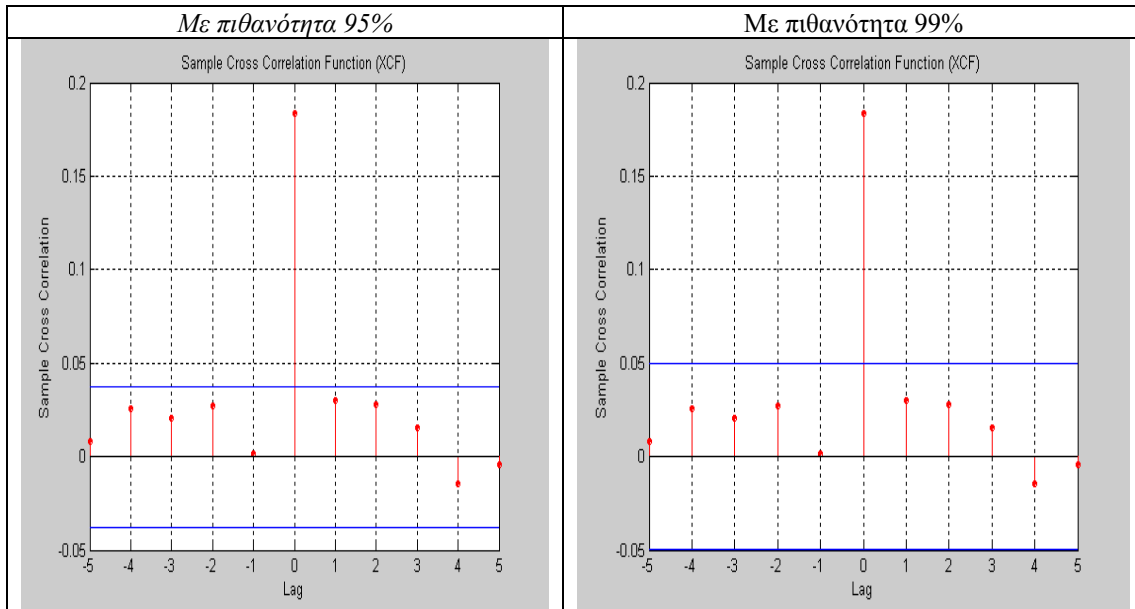 Με πιθανότητα 95%
Με πιθανότητα 99%
Sample Cross Correlation Function (XCF)
Sample Cross Correlation
0.2
0.15
0.1
0.05
0
-0.05
-5 -4 -3 -2 -1 0 1 2 3 4 5
Lag
Sample Cross Correlation Function (XCF)
Sample Cross Correlation
0.2
0.15
0.1
0.05
0
-0.05
-5 -4 -3 -2 -1 0 1 2 3 4 5
Lag